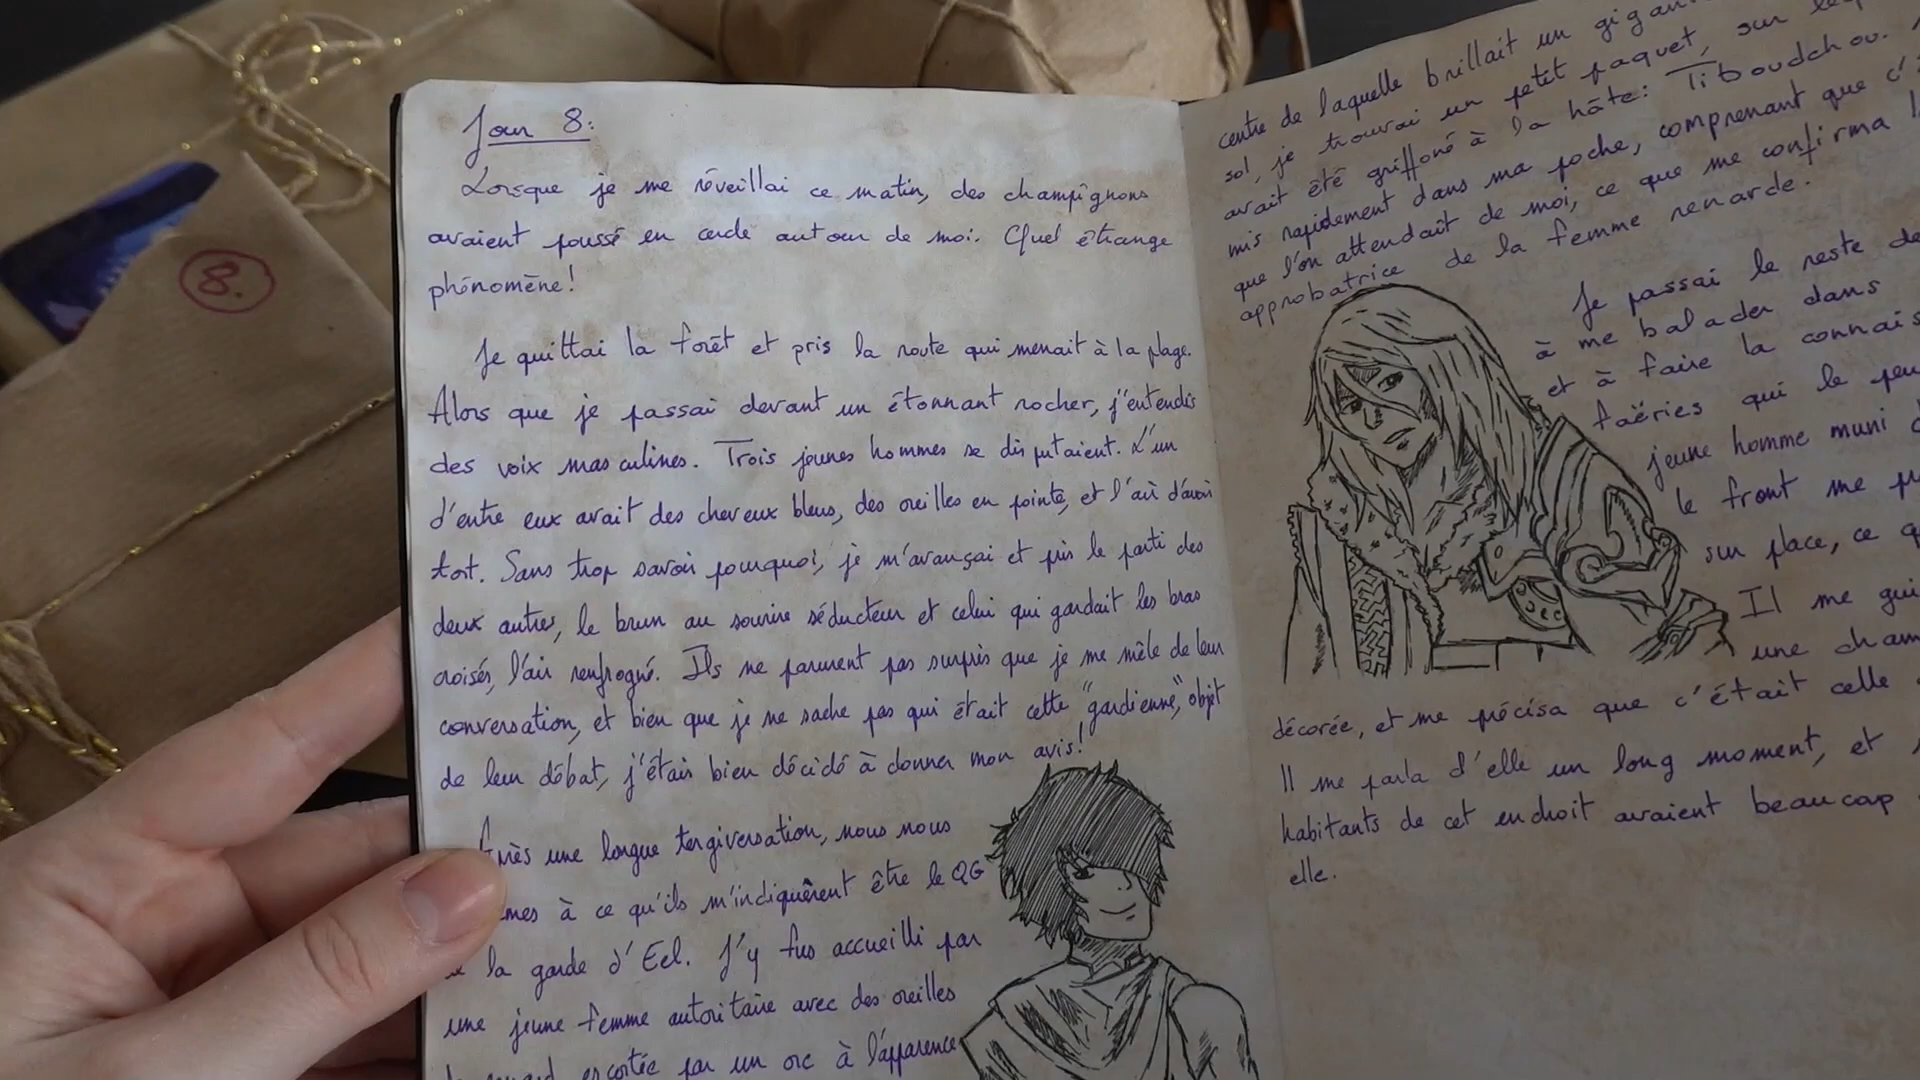 8.
Jour 8:
Lorsque je me réveillai ce matin, des champignons
avaient poussé en cercle autour de moi. Quel étrange
phénomène!
Je quittai la forêt et pris la route qui menait à la plage.
Alors que je passai devant un étonnant rocher, j'entendis
des voix masculines. Trois jeunes hommes se disputaient. L'un
d'entre eux avait des cheveux bleus, des oreilles en pointe, et l'air d'avoir
tort. Sans trop savoir pourquoi, je m'avançai et pris le parti des
deux autres, le brun au sourire séducteur et celui qui gardait les bras
croisés, l'air renfrogné. Ils ne parurent pas surpris que je me mêle de leur
conversation, et bien que je ne sache pas qui était cette "gardienne", objet
de leur débat, j'étais bien décidé à donner mon avis!
Après une longue tergiversation, nous nous
à ce qu'ils m'indiquèrent être le QG
la garde d'Eel. J'y fus accueilli par
une jeune femme autoritaire avec des oreilles
escortée par un orc à l'apparence
centre de laquelle brillait un
sol, je trouvai un petit paquet, sur
avait été griffoné à la hâte: Tiboudchou.
mis rapidement dans ma poche, comprenant que
que l'on attendait de moi, ce que me confirma
approbatrice de la femme renarde.
Je passai le reste de
à me balader dans
et à faire la
faëries qui le
jeune homme muni
le front me
sur place, ce
Il me
une
décorée, et me précisa que c'était celle
Il me parla d'elle un long moment, et
habitants de cet endroit avaient beaucoup
elle.